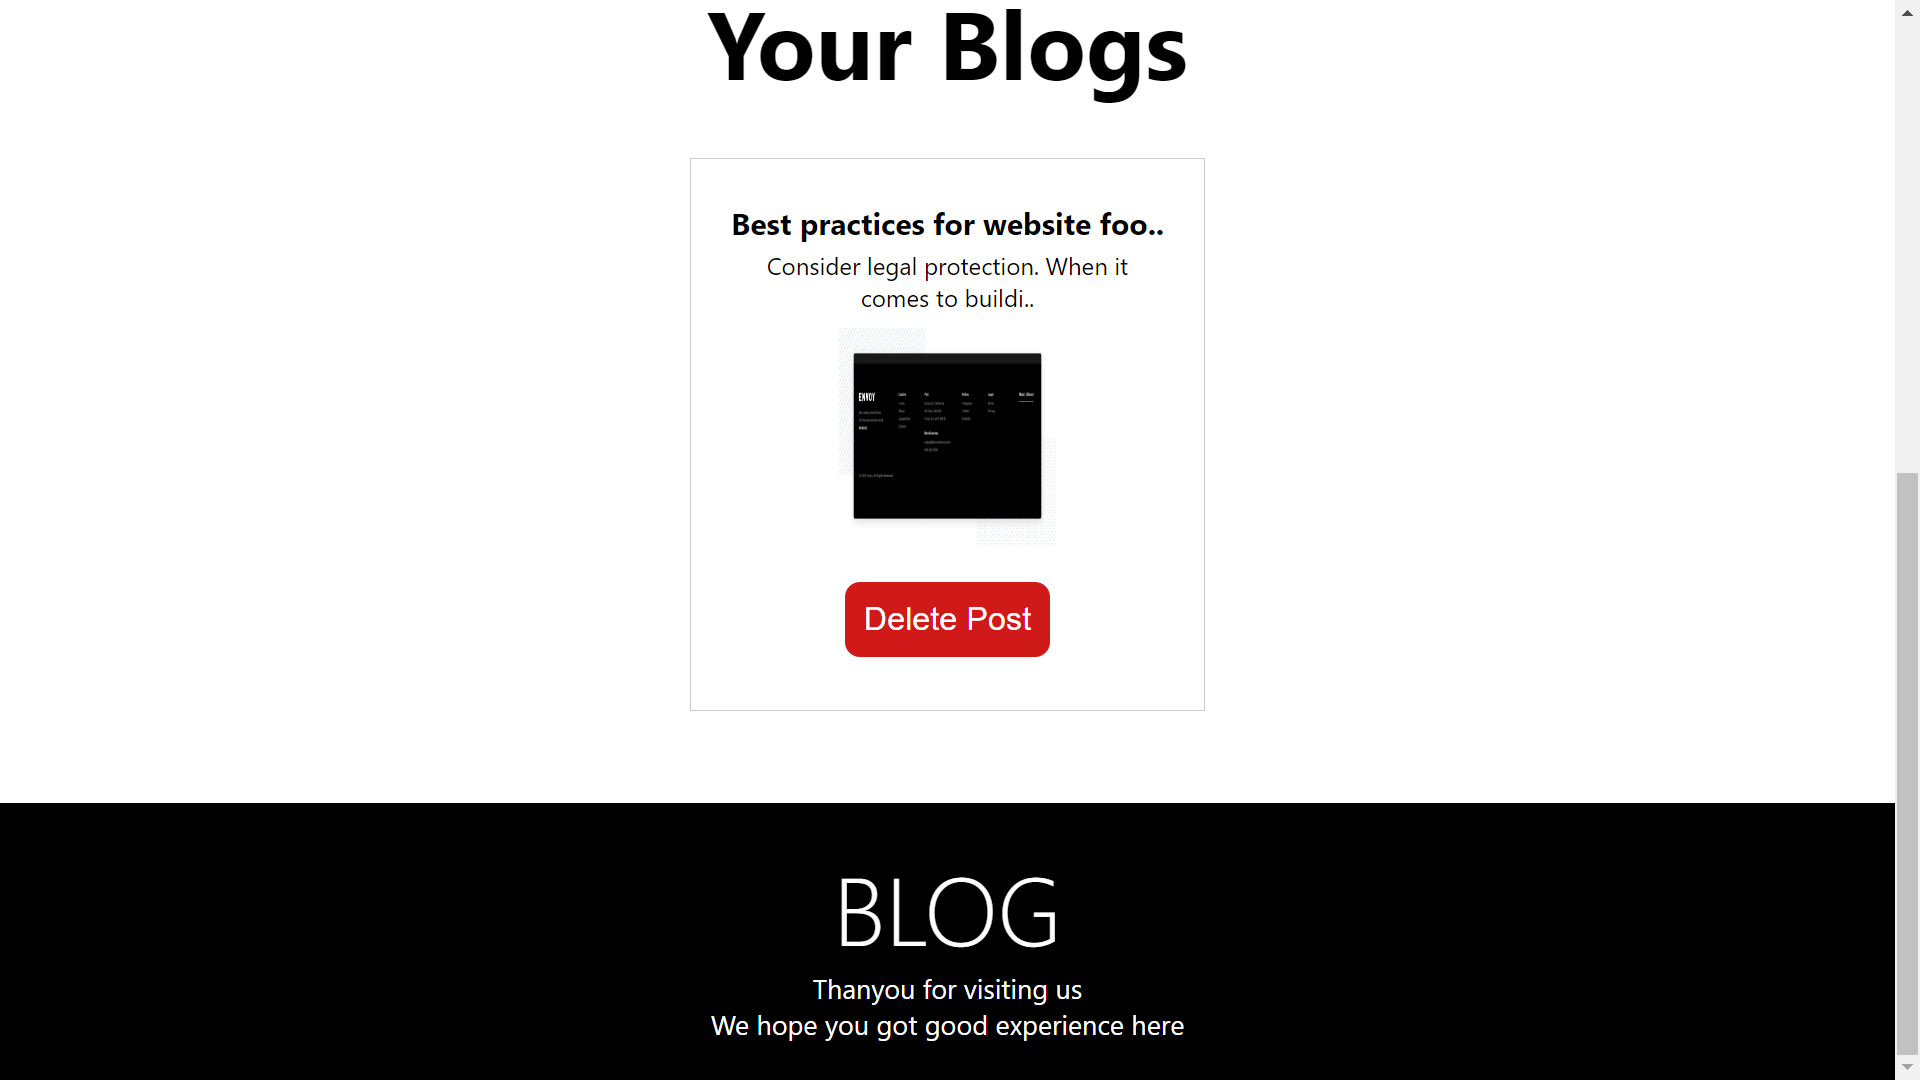 Your Blogs
Best practices for website foo..
Consider legal protection. When it
comes to buildi..
ENVOY
Delete Post
BLOG
Thanyou for visiting us
We hope you got good experience here